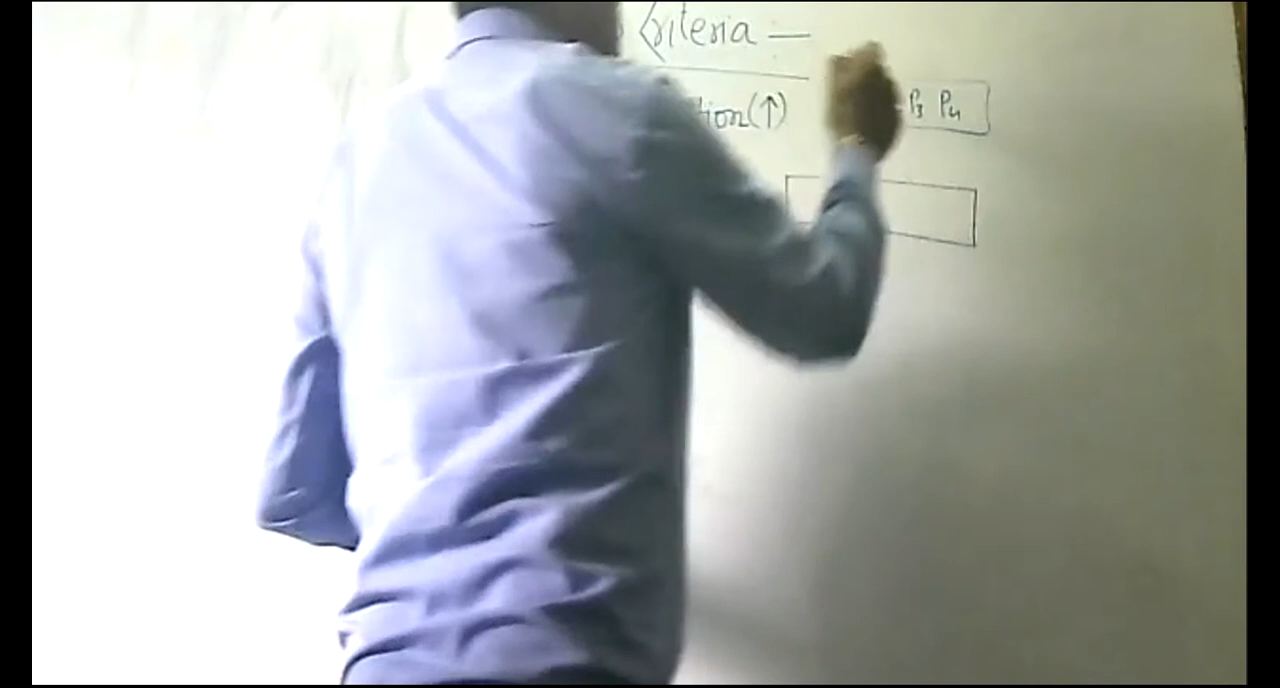 Criteria —
tion(↑) P3 P4